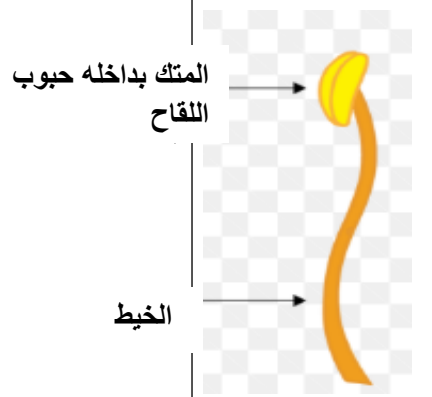 المتك بداخله حبوب
اللقاح
الخيط